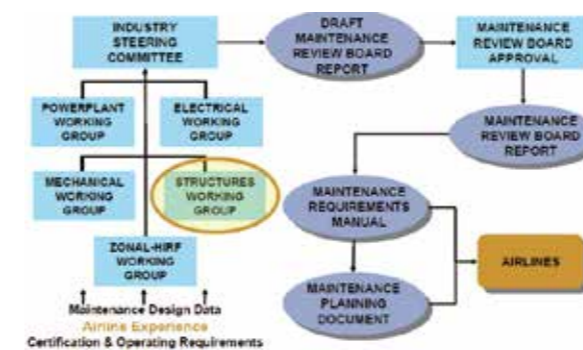 INDUSTRY
STEERING
COMMITTEE
DRAFT
MAINTENANCE
REVIEW BOARD
REPORT
MAINTENANCE
REVIEW BOARD
APPROVAL
POWERPLANT
WORKING
GROUP
ELECTRICAL
WORKING
GROUP
MAINTENANCE
REVIEW BOARD
REPORT
MECHANICAL
WORKING
GROUP
STRUCTURES
WORKING
GROUP
MAINTENANCE
REQUIREMENTS
MANUAL
ZONAL-HIRF
WORKING
GROUP
AIRLINES
MAINTENANCE
PLANNING
DOCUMENT
Maintenance Design Data
Airline Experience
Certification & Operating Requirements